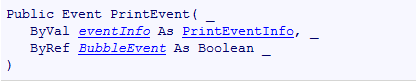 Public Event PrintEvent( _
   ByVal eventInfo As PrintEventInfo, _
   ByRef BubbleEvent As Boolean _
)